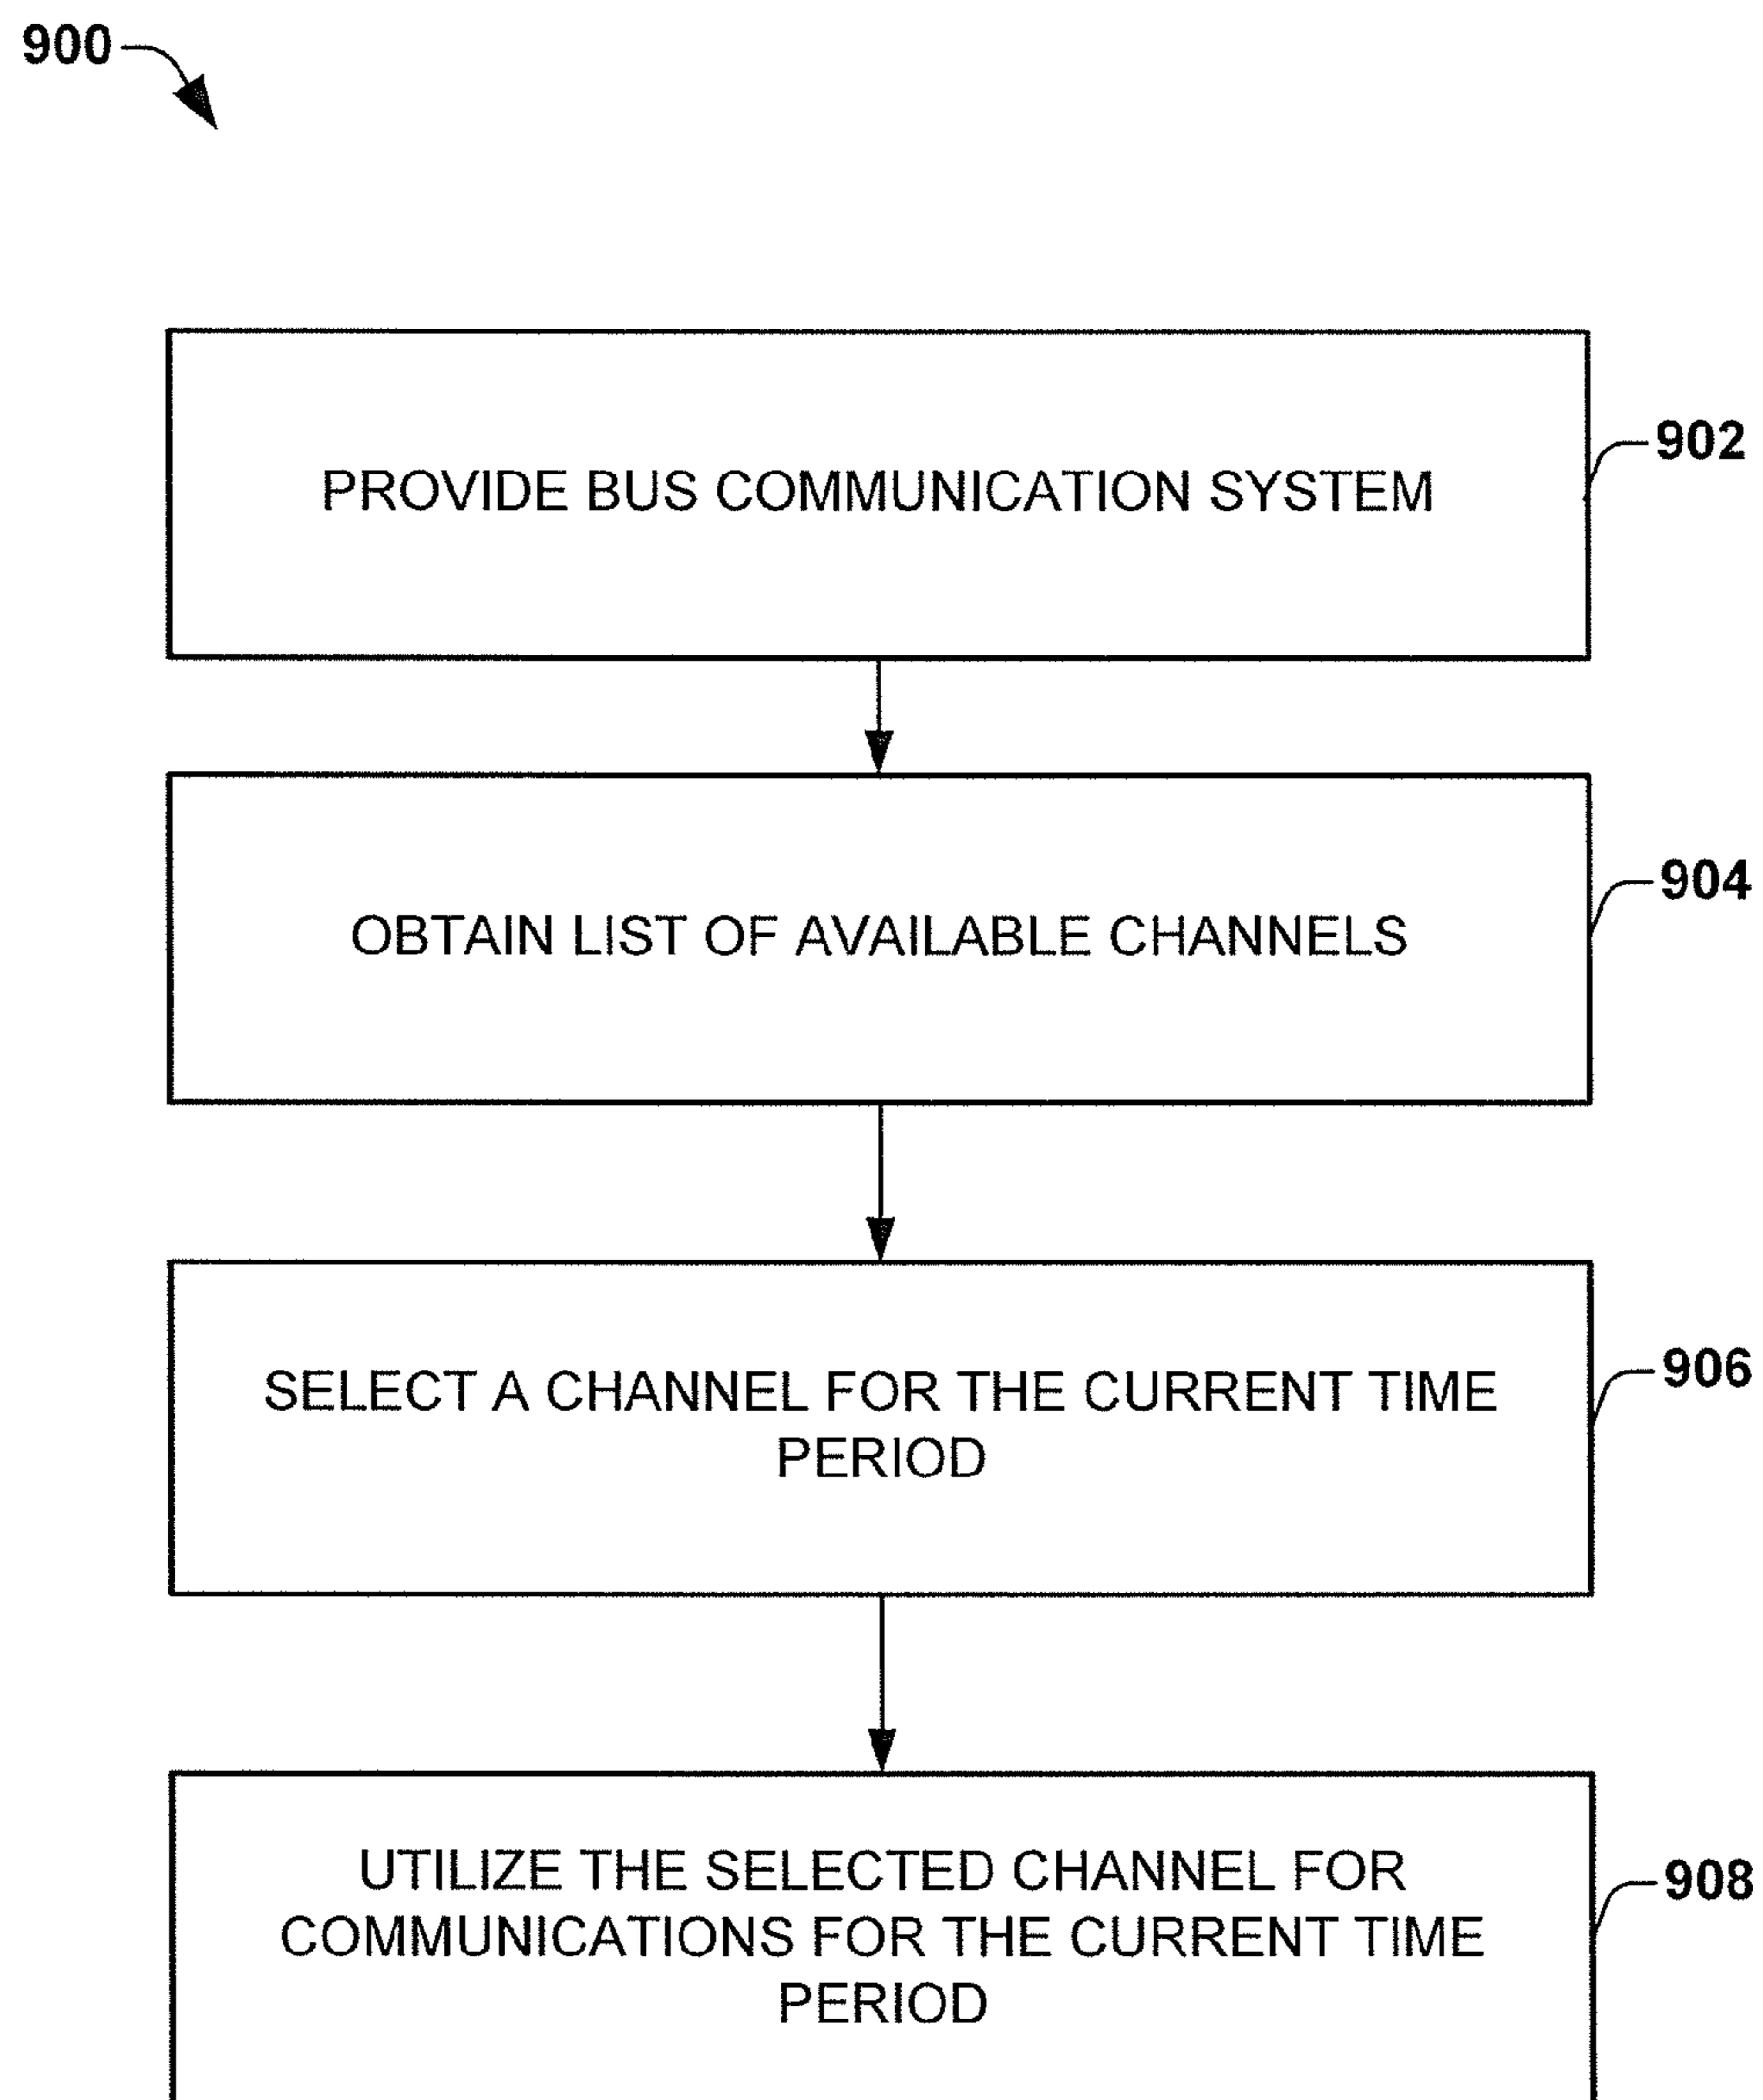 900
PROVIDE BUS COMMUNICATION SYSTEM
902
OBTAIN LIST OF AVAILABLE CHANNELS
904
SELECT A CHANNEL FOR THE CURRENT TIME
PERIOD
906
UTILIZE THE SELECTED CHANNEL FOR
COMMUNICATIONS FOR THE CURRENT TIME
PERIOD
908